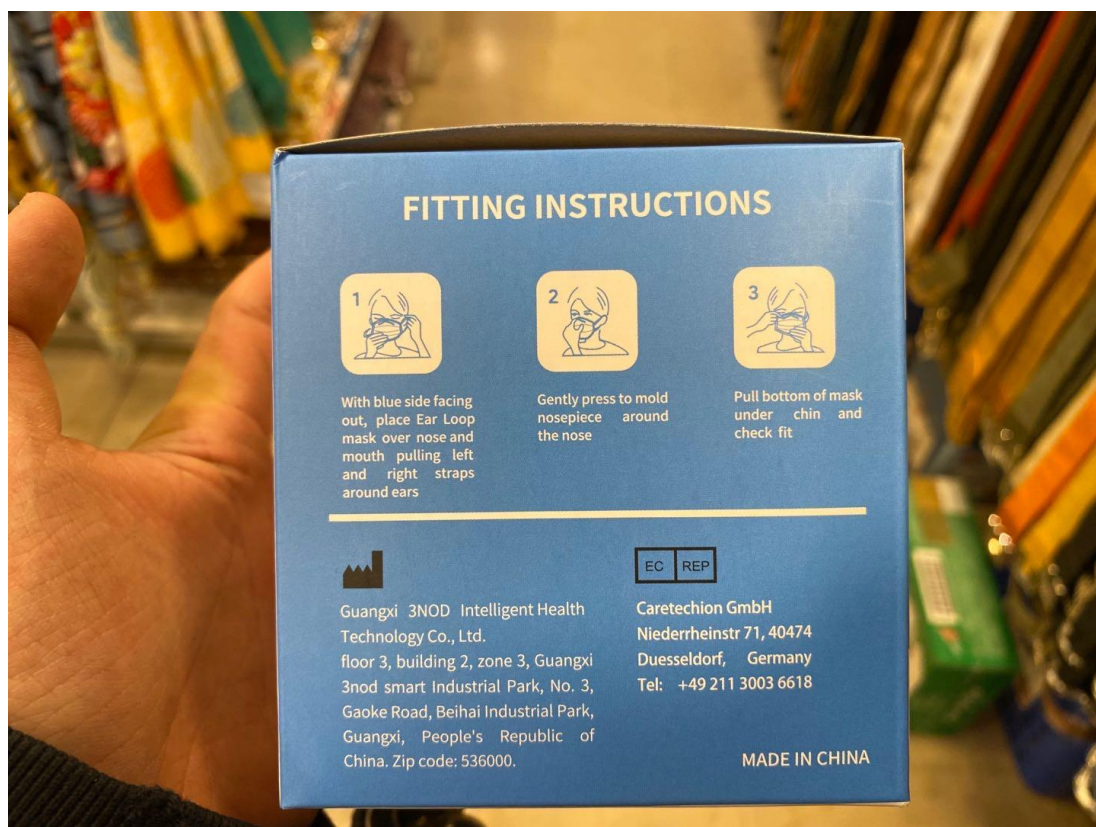 FITTING INSTRUCTIONS
1
2
3
With blue side facing
out, place Ear Loop
mask over nose and
mouth pulling left
and right straps
around ears
Gently press to mold
nosepiece around
the nose
Pull bottom of mask
under chin and
check fit
Guangxi 3NOD Intelligent Health
Technology Co., Ltd.
floor 3, building 2, zone 3, Guangxi
3nod smart Industrial Park, No. 3,
Gaoke Road, Beihai Industrial Park,
Guangxi, People's Republic of
China. Zip code: 536000.
EC REP
Caretechion GmbH
Niederrheinstr 71, 40474
Duesseldorf, Germany
Tel: +49 211 3003 6618
MADE IN CHINA